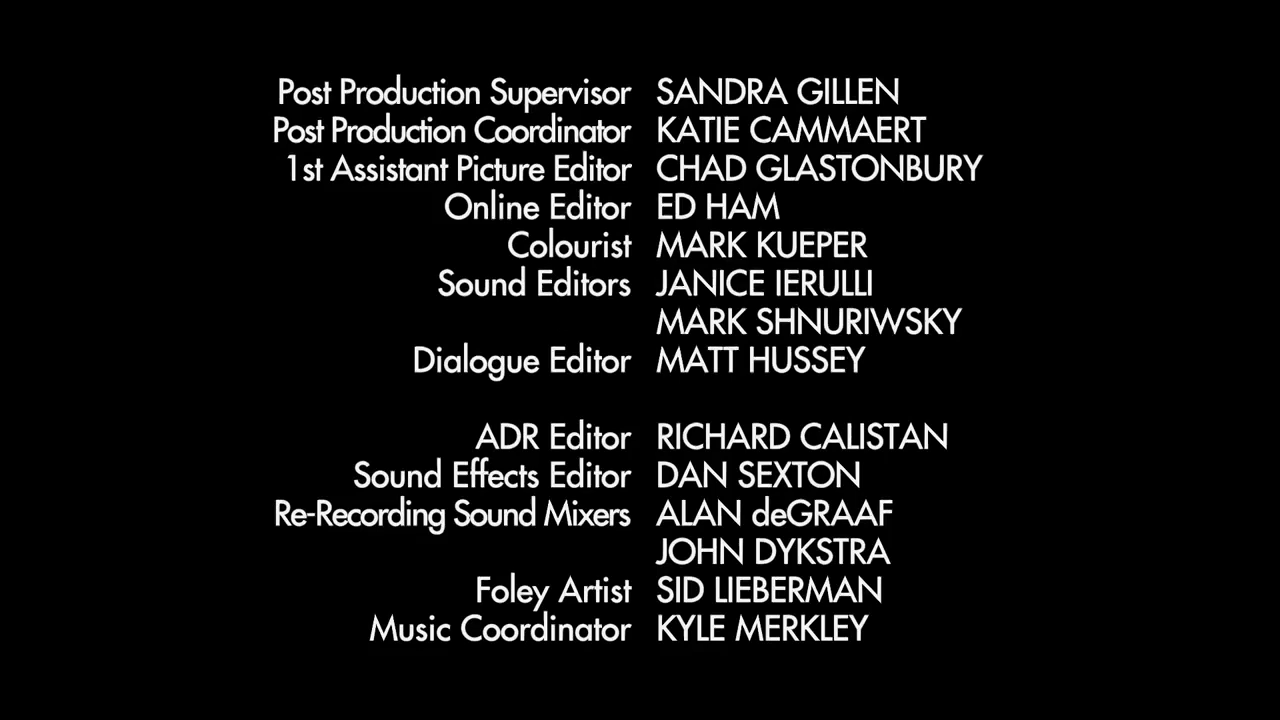 Post Production Supervisor SANDRA GILLEN
Post Production Coordinator KATIE CAMMAERT
1st Assistant Picture Editor CHAD GLASTONBURY
Online Editor ED HAM
Colourist MARK KUEPER
Sound Editors JANICE IERULLI
MARK SHNURIWSKY
Dialogue Editor MATT HUSSEY
ADR Editor RICHARD CALISTAN
Sound Effects Editor DAN SEXTON
Re-Recording Sound Mixers ALAN deGRAAF
JOHN DYKSTRA
Foley Artist SID LIEBERMAN
Music Coordinator KYLE MERKLEY